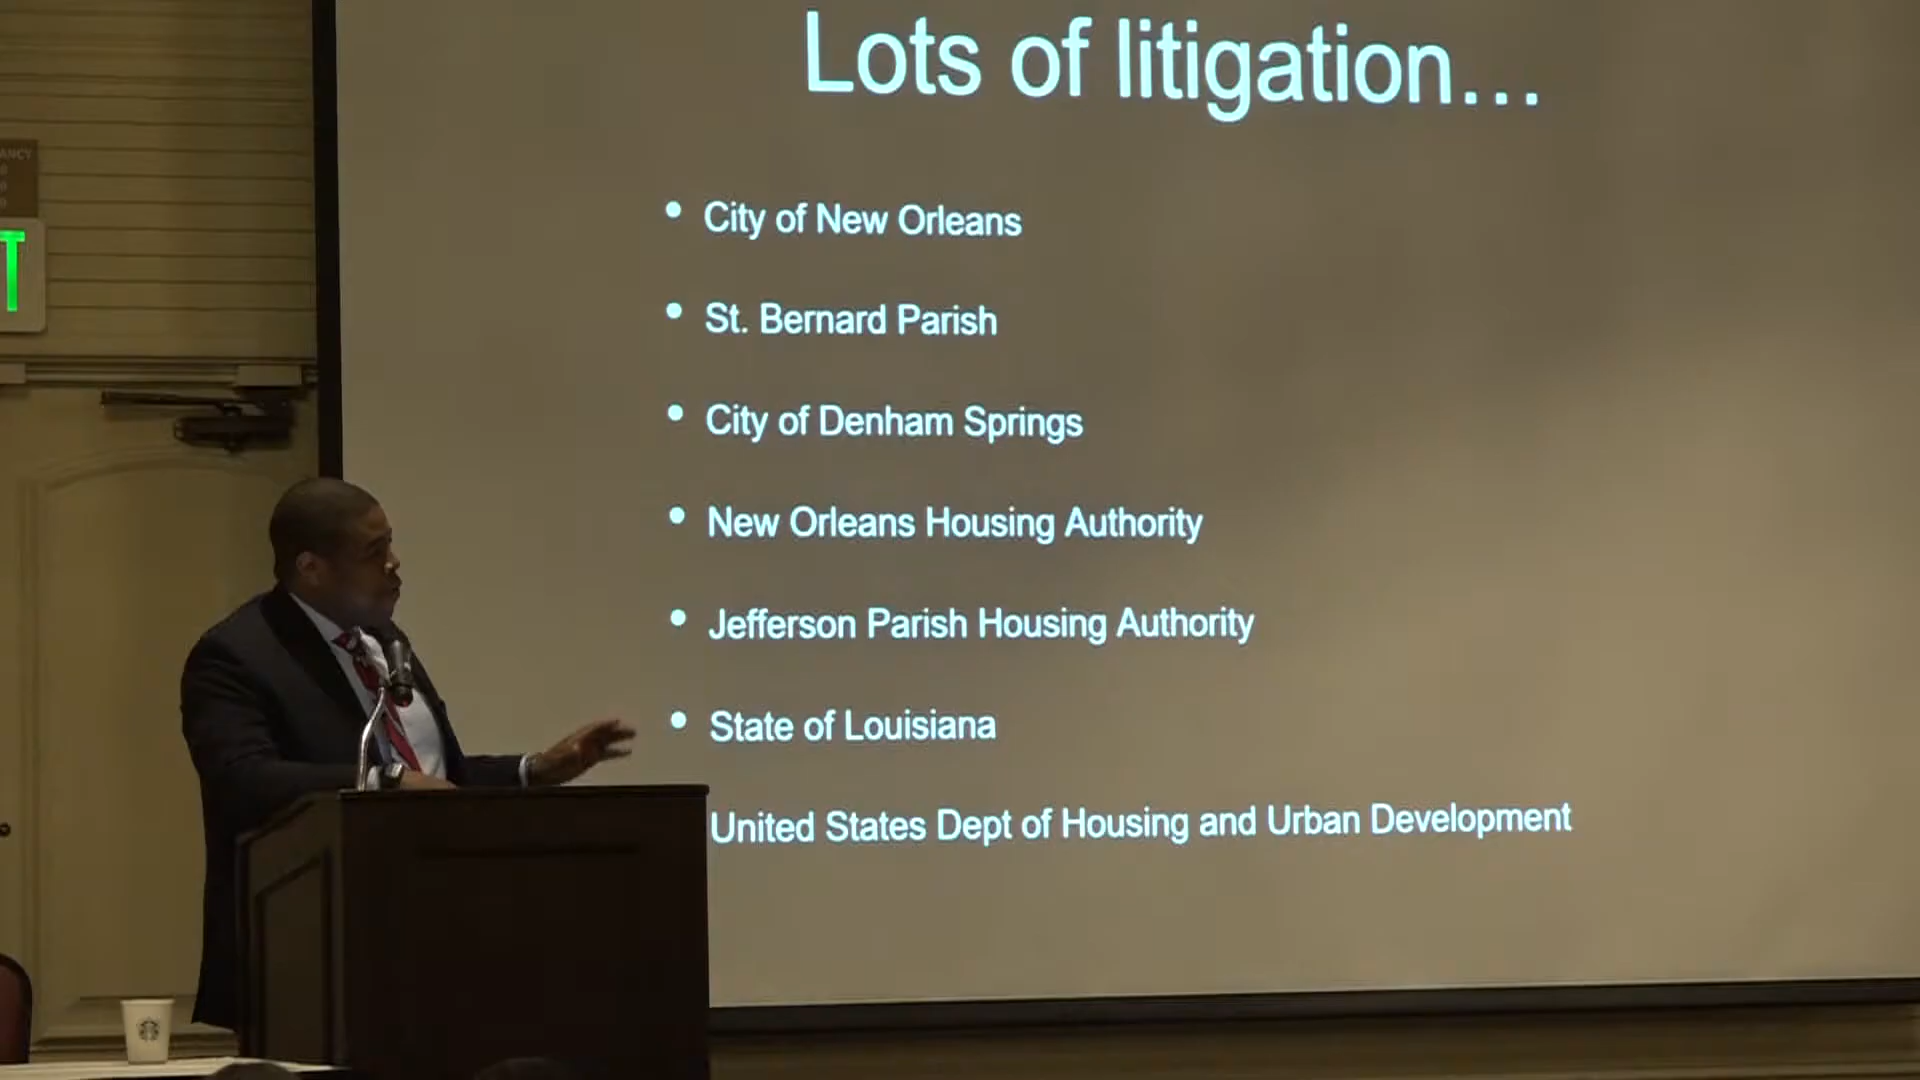 Lots of litigation...
• City of New Orleans
• St. Bernard Parish
• City of Denham Springs
• New Orleans Housing Authority
• Jefferson Parish Housing Authority
• State of Louisiana
United States Dept of Housing and Urban Development
ANCY
T